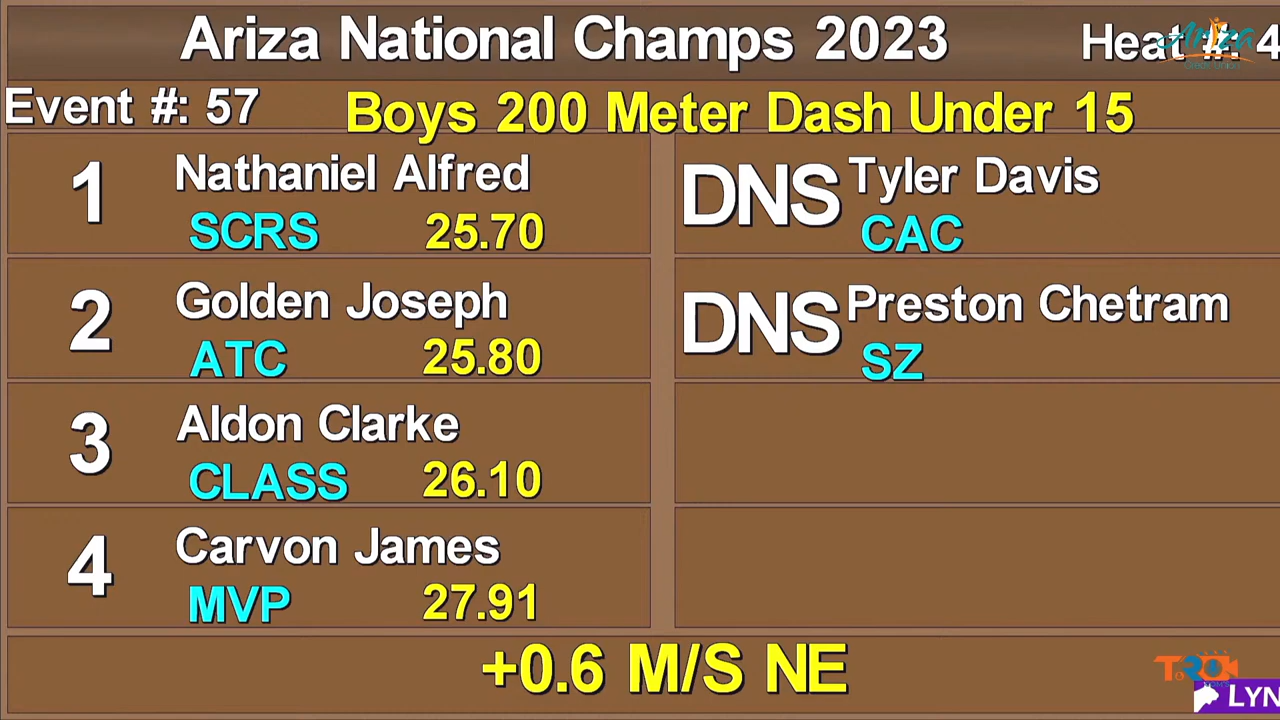 Ariza National Champs 2023
Heat #: 4
Ariza
Event #: 57
Boys 200 Meter Dash Under 15
1 Nathaniel Alfred
SCRS 25.70
2 Golden Joseph
ATC 25.80
3 Aldon Clarke
CLASS 26.10
4 Carvon James
MVP 27.91
DNS Tyler Davis
CAC
DNS Preston Chetram
SZ
+0.6 M/S NE
LYN